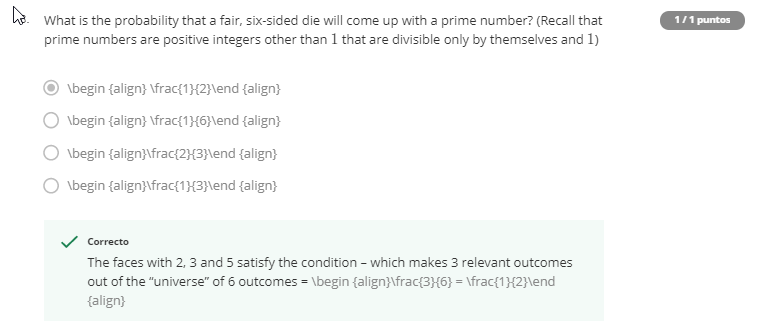 What is the probability that a fair, six-sided die will come up with a prime number? (Recall that
prime numbers are positive integers other than 1 that are divisible only by themselves and 1)
1 / 1 puntos
\begin {align} \frac{1}{2}\end {align}
\begin {align} \frac{1}{6}\end {align}
\begin {align}\frac{2}{3}\end {align}
\begin {align}\frac{1}{3}\end {align}
Correcto
The faces with 2, 3 and 5 satisfy the condition – which makes 3 relevant outcomes
out of the “universe” of 6 outcomes = \begin {align}\frac{3}{6} = \frac{1}{2}\end
{align}